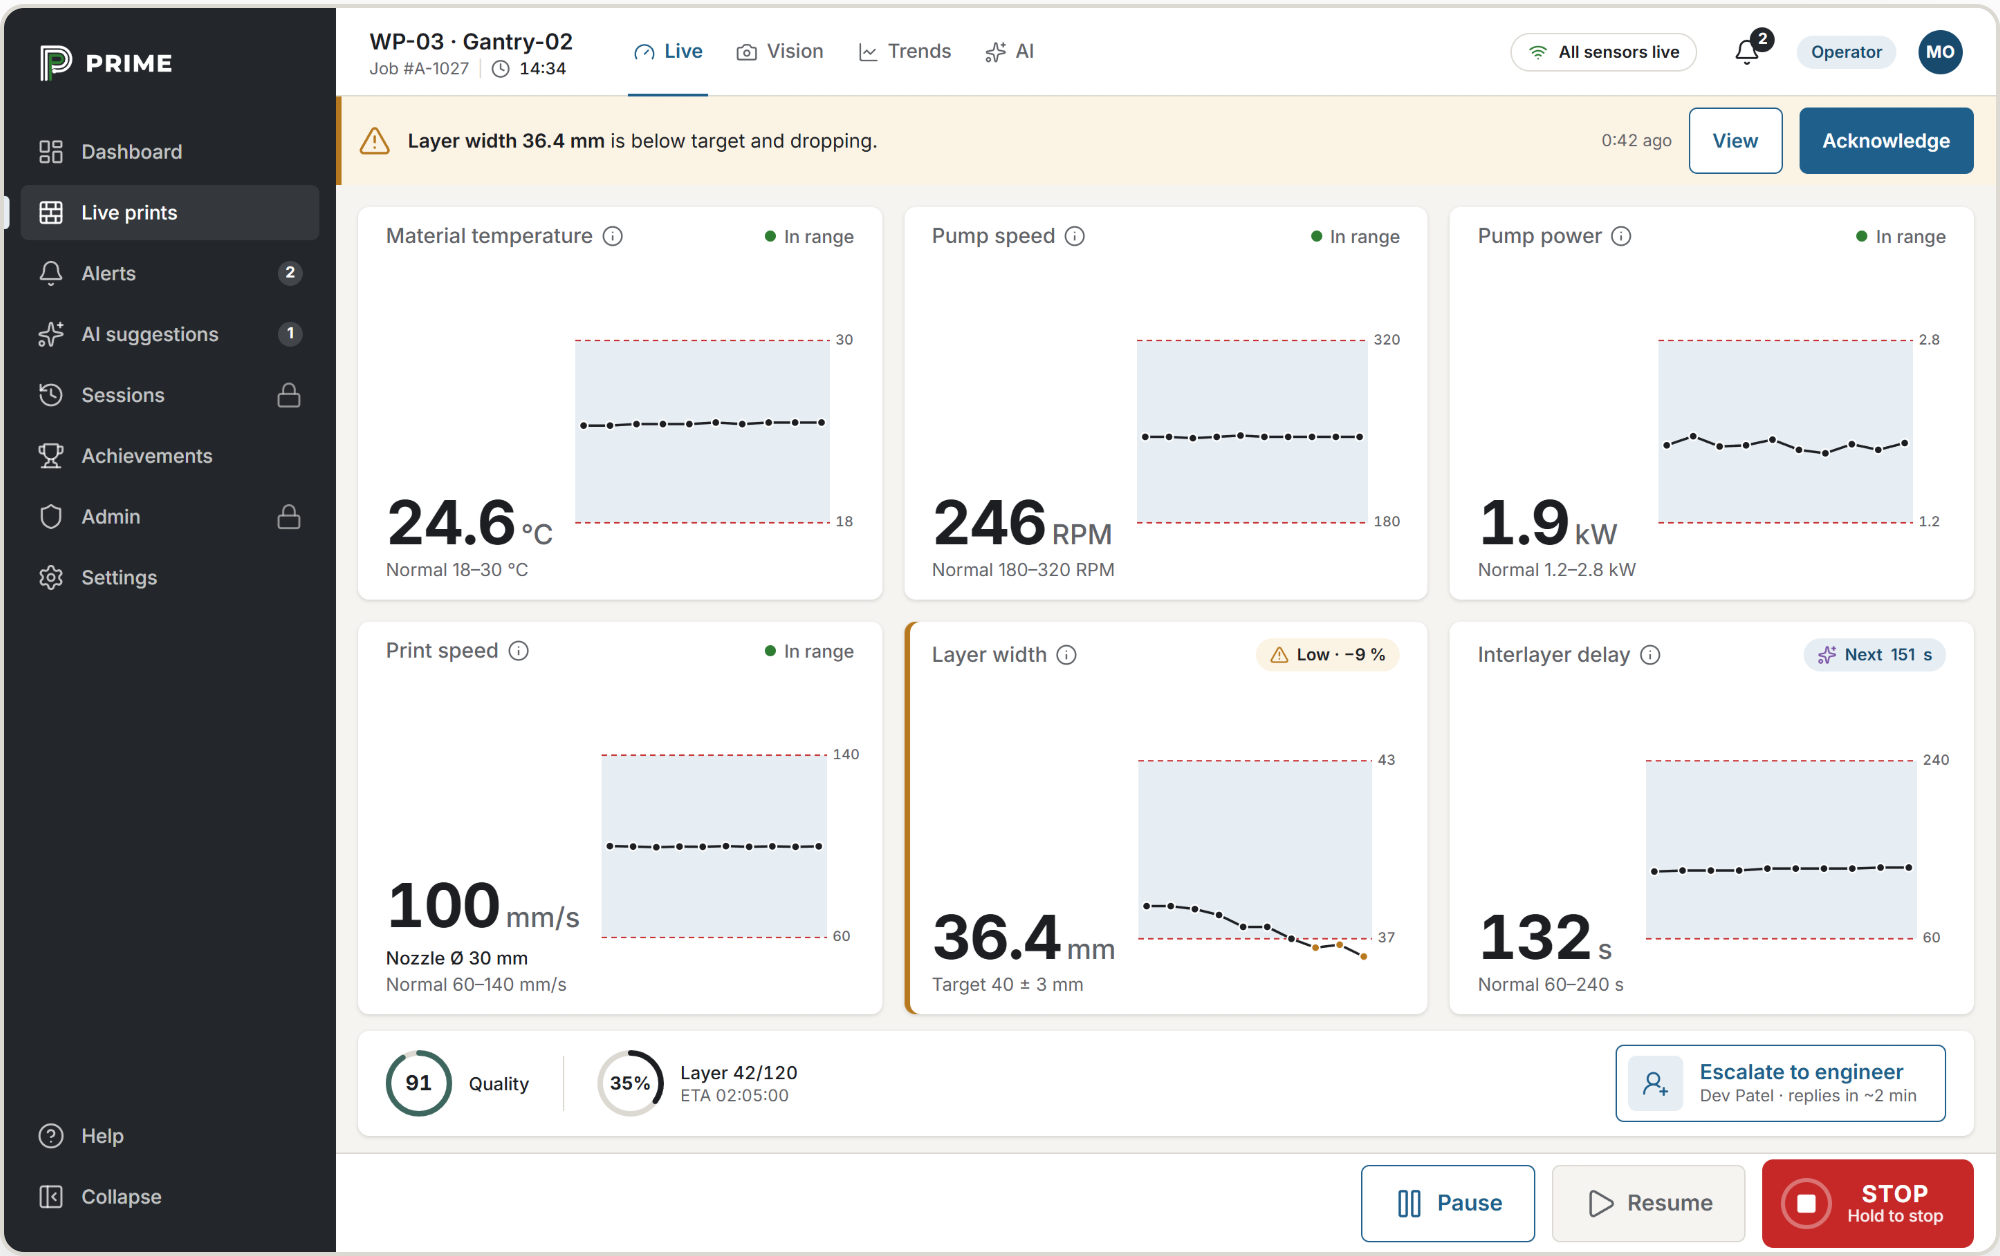 PRIME
Dashboard
Live prints
Alerts 2
AI suggestions 1
Sessions
Achievements
Admin
Settings
Help
Collapse
WP-03 · Gantry-02
Job #A-1027 14:34
Live Vision Trends AI
All sensors live 2 Operator MO
Layer width 36.4 mm is below target and dropping. 0:42 ago View Acknowledge
Material temperature In range
30
18
24.6 °C
Normal 18–30 °C
Pump speed In range
320
180
246 RPM
Normal 180–320 RPM
Pump power In range
2.8
1.2
1.9 kW
Normal 1.2–2.8 kW
Print speed In range
140
60
100 mm/s
Nozzle Ø 30 mm
Normal 60–140 mm/s
Layer width Low · −9 %
43
37
36.4 mm
Target 40 ± 3 mm
Interlayer delay Next 151 s
240
60
132 s
Normal 60–240 s
91 Quality
35%
Layer 42/120
ETA 02:05:00
Escalate to engineer
Dev Patel · replies in ~2 min
Pause
Resume
STOP
Hold to stop